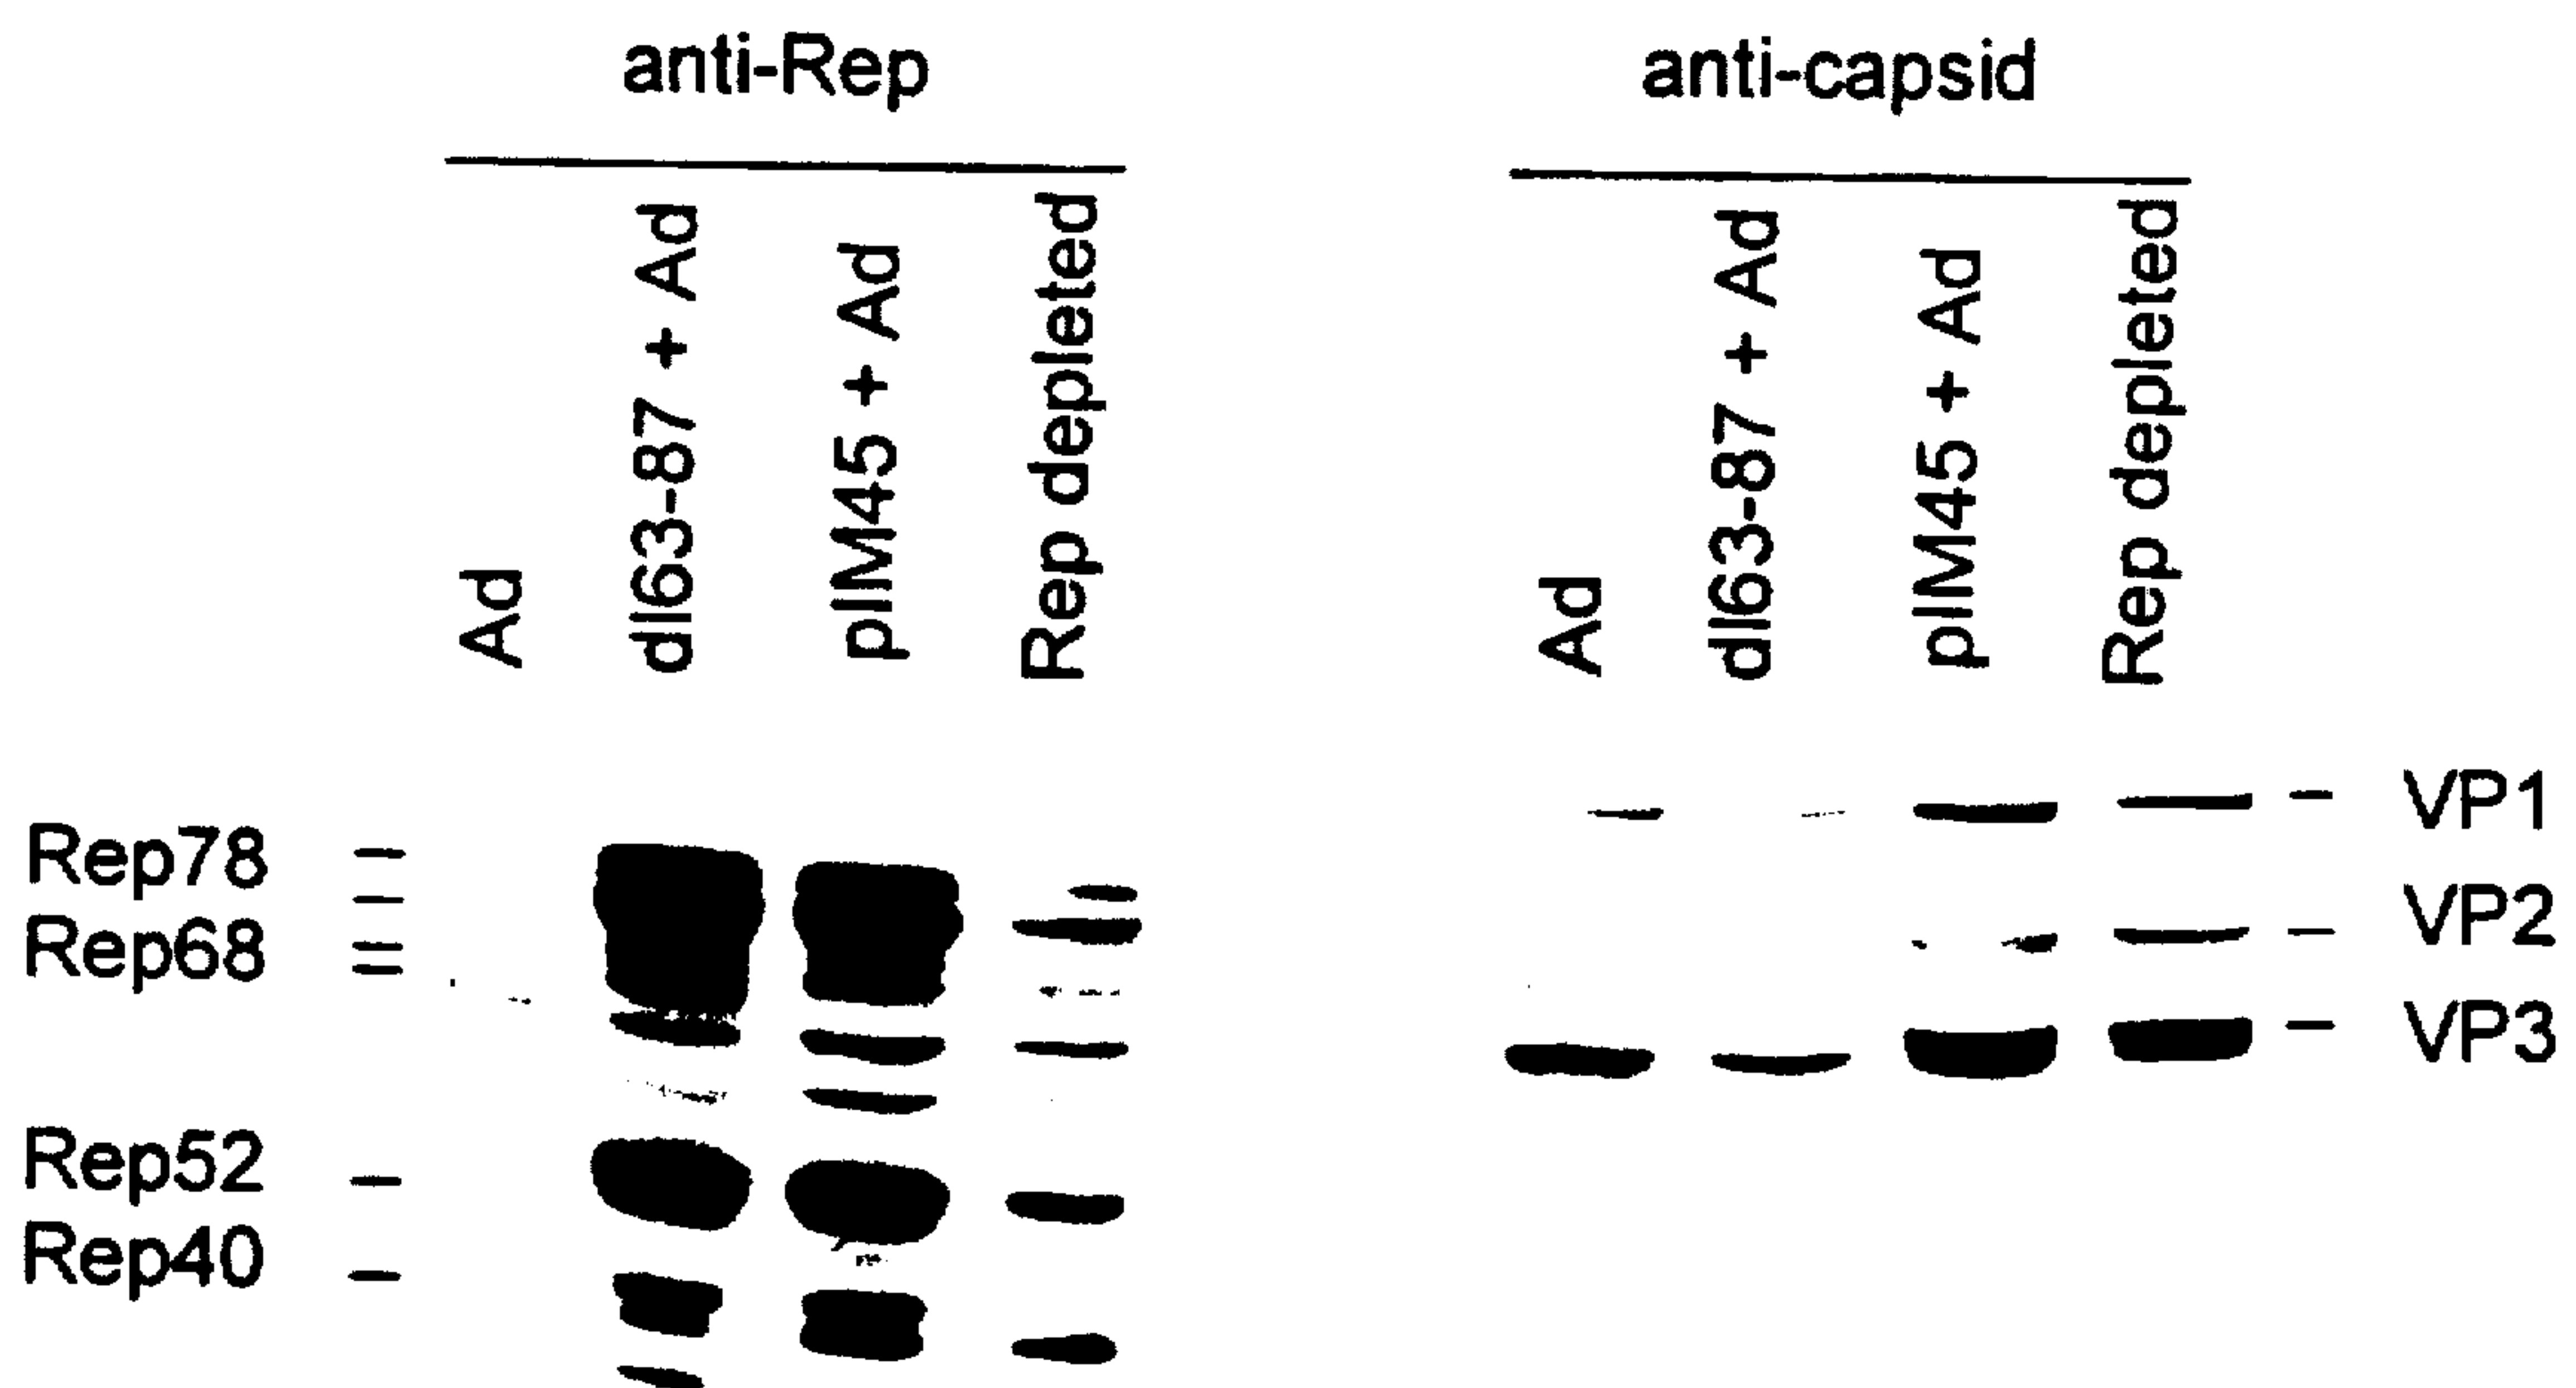 anti-Rep
anti-capsid
Ad
dl63-87 + Ad
pIM45 + Ad
Rep depleted
Ad
dl63-87 + Ad
pIM45 + Ad
Rep depleted
Rep78
Rep68
Rep52
Rep40
VP1
VP2
VP3